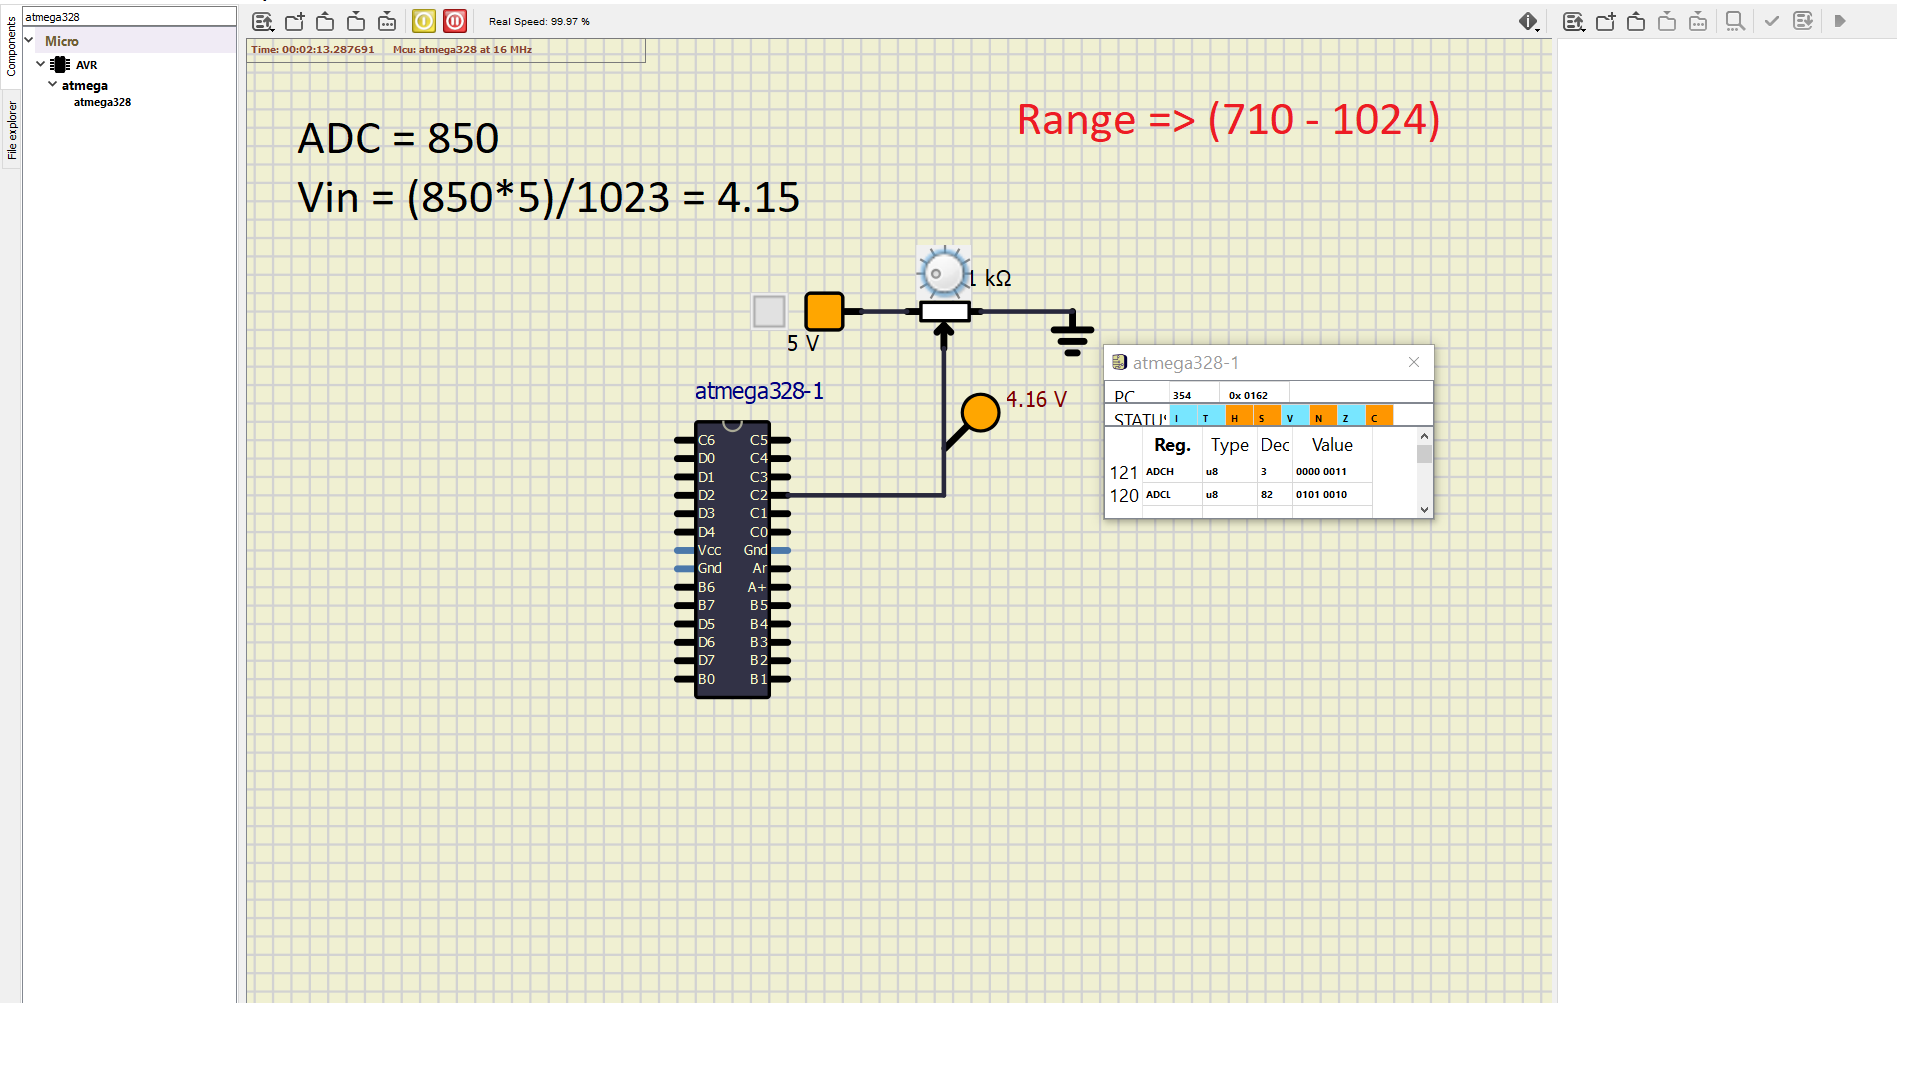 atmega328
Real Speed: 99.97 %
Components
File explorer
Micro
AVR
atmega
atmega328
Time: 00:02:13.287691 Mcu: atmega328 at 16 MHz
ADC = 850
Vin = (850*5)/1023 = 4.15
Range => (710 - 1024)
1 kΩ
5 V
4.16 V
atmega328-1
C6 C5
D0 C4
D1 C3
D2 C2
D3 C1
D4 C0
Vcc Gnd
Gnd Ar
B6 A+
B7 B5
D5 B4
D6 B3
D7 B2
B0 B1
atmega328-1
PC 354 0x 0162
STATU I T H S V N Z C
Reg. Type Dec Value
121 ADCH u8 3 0000 0011
120 ADCL u8 82 0101 0010